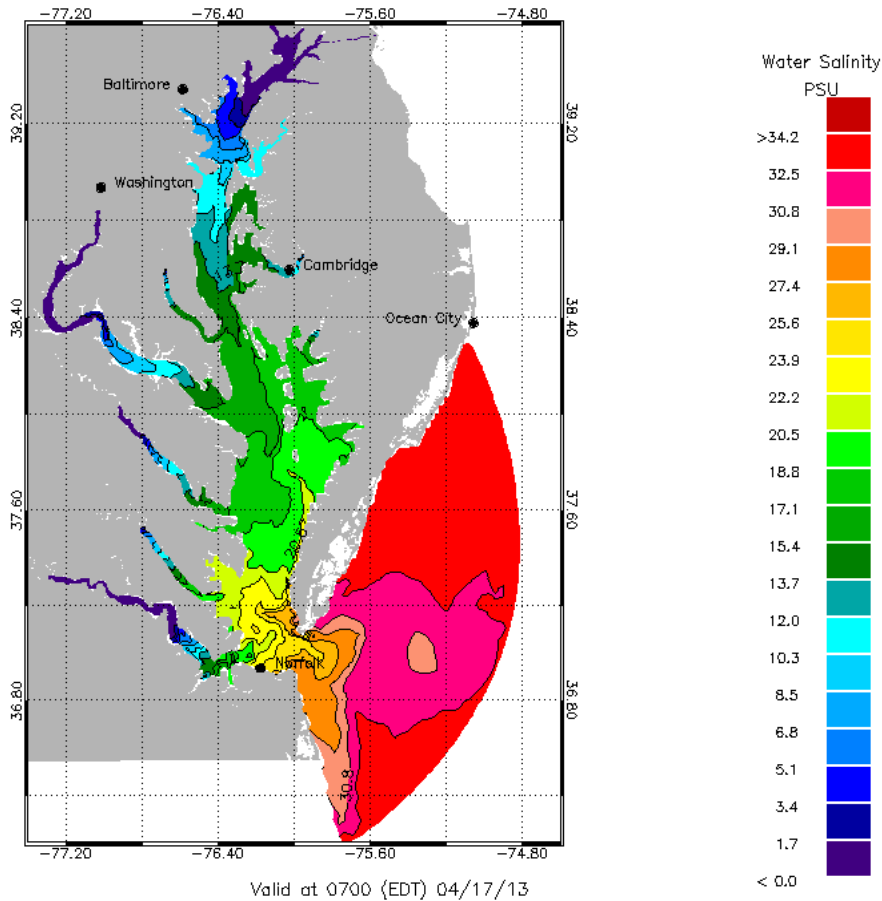 −77.20 −76.40 −75.60 −74.80
Water Salinity
PSU
Baltimore
39.20 39.20
>34.2
32.5
Washington
30.8
29.1
Cambridge
27.4
38.40 Ocean City 38.40
25.6
23.9
22.2
20.5
18.8
37.60 37.60
17.1
20.5
15.4
13.7
12.0
Norfolk
10.3
36.80 36.80
8.5
6.8
30.8
5.1
3.4
1.7
−77.20 −76.40 −75.60 −74.80
< 0.0
Valid at 0700 (EDT) 04/17/13